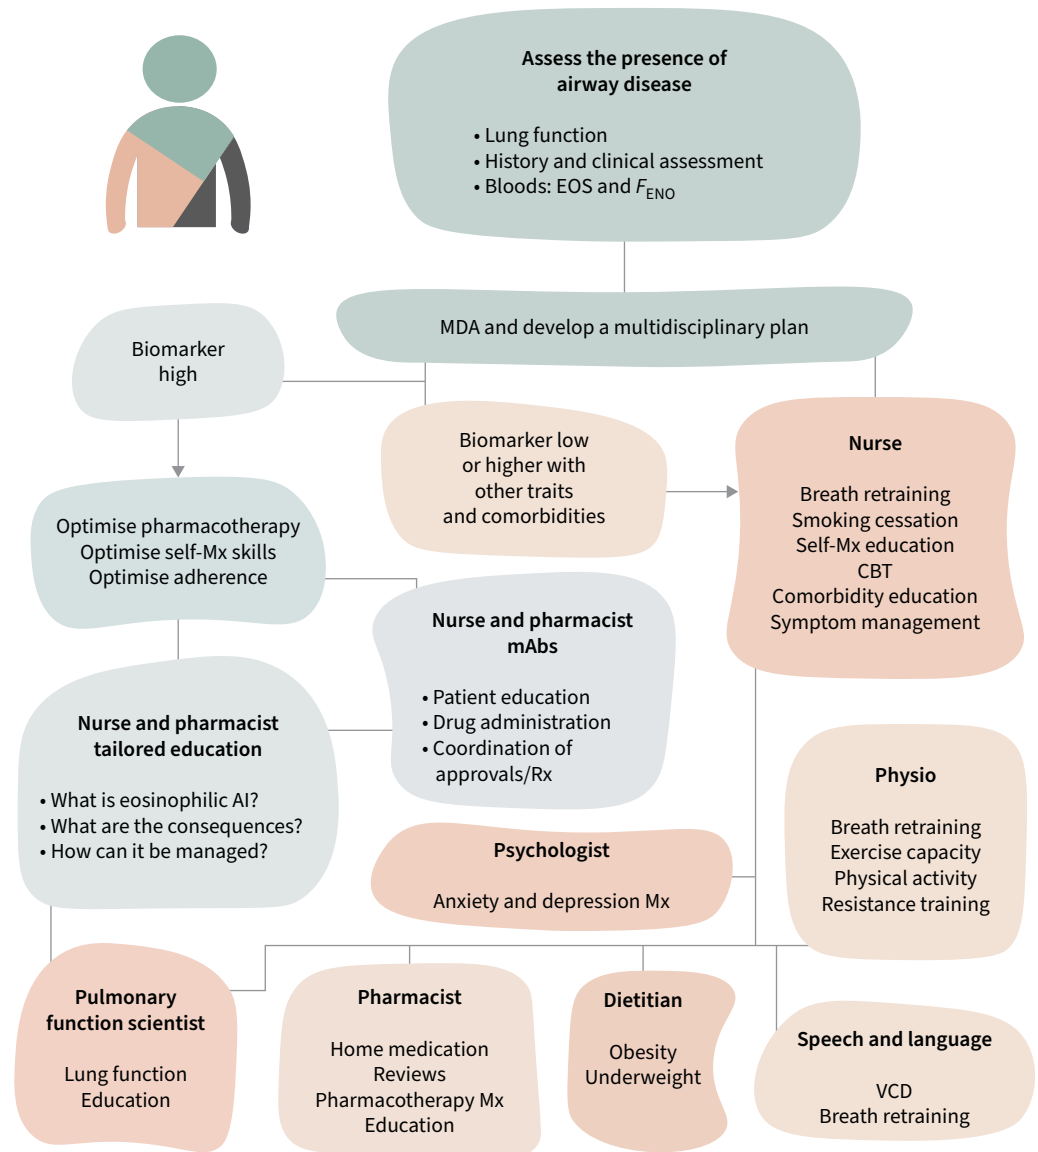 Assess the presence of
airway disease
• Lung function
• History and clinical assessment
• Bloods: EOS and FENO
MDA and develop a multidisciplinary plan
Biomarker
high
Biomarker low
or higher with
other traits
and comorbidities
Nurse
Breath retraining
Smoking cessation
Self-Mx education
CBT
Comorbidity education
Symptom management
Optimise pharmacotherapy
Optimise self-Mx skills
Optimise adherence
Nurse and pharmacist
mAbs
• Patient education
• Drug administration
• Coordination of
approvals/Rx
Nurse and pharmacist
tailored education
• What is eosinophilic AI?
• What are the consequences?
• How can it be managed?
Physio
Breath retraining
Exercise capacity
Physical activity
Resistance training
Psychologist
Anxiety and depression Mx
Pulmonary
function scientist
Lung function
Education
Pharmacist
Home medication
Reviews
Pharmacotherapy Mx
Education
Dietitian
Obesity
Underweight
Speech and language
VCD
Breath retraining